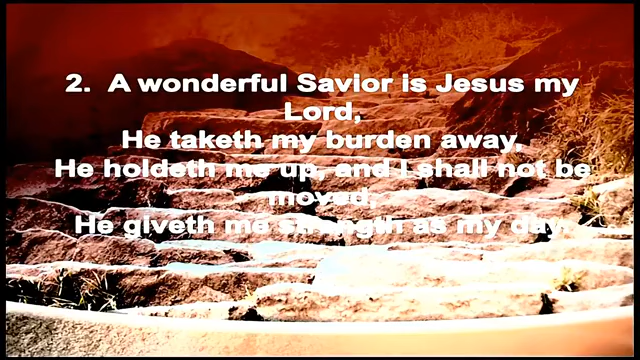 2. A wonderful Savior is Jesus my
Lord,
He taketh my burden away,
He holdeth me up, and I shall not be
moved,
He giveth me strength as my day.